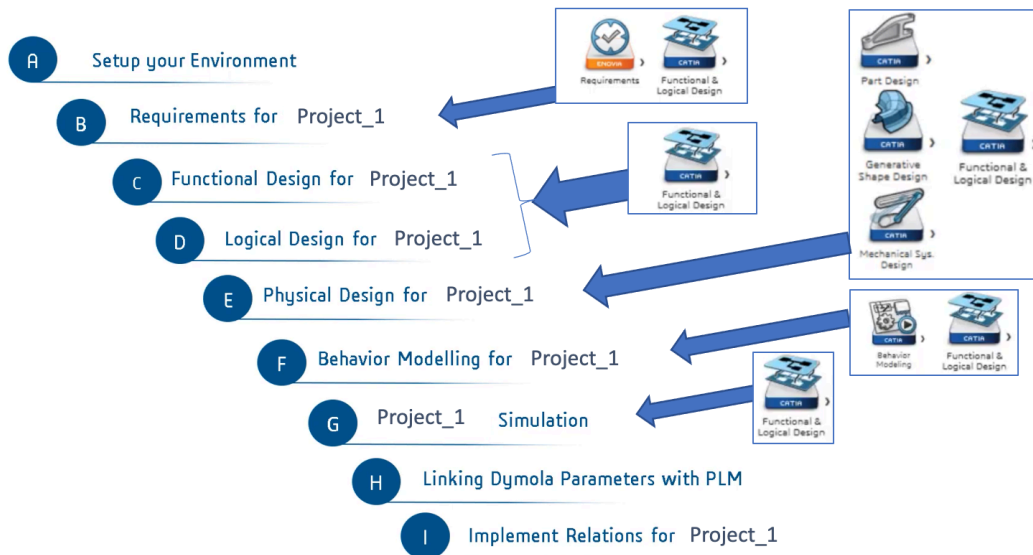 A Setup your Environment
B Requirements for Project_1
C Functional Design for Project_1
D Logical Design for Project_1
E Physical Design for Project_1
F Behavior Modelling for Project_1
G Project_1 Simulation
H Linking Dymola Parameters with PLM
I Implement Relations for Project_1
ENOVIA
Requirements
CATIA
Functional &
Logical Design
CATIA
Functional &
Logical Design
CATIA
Part Design
CATIA
Generative
Shape Design
CATIA
Mechanical Sys.
Design
CATIA
Functional &
Logical Design
CATIA
Behavior
Modeling
CATIA
Functional &
Logical Design
CATIA
Functional &
Logical Design